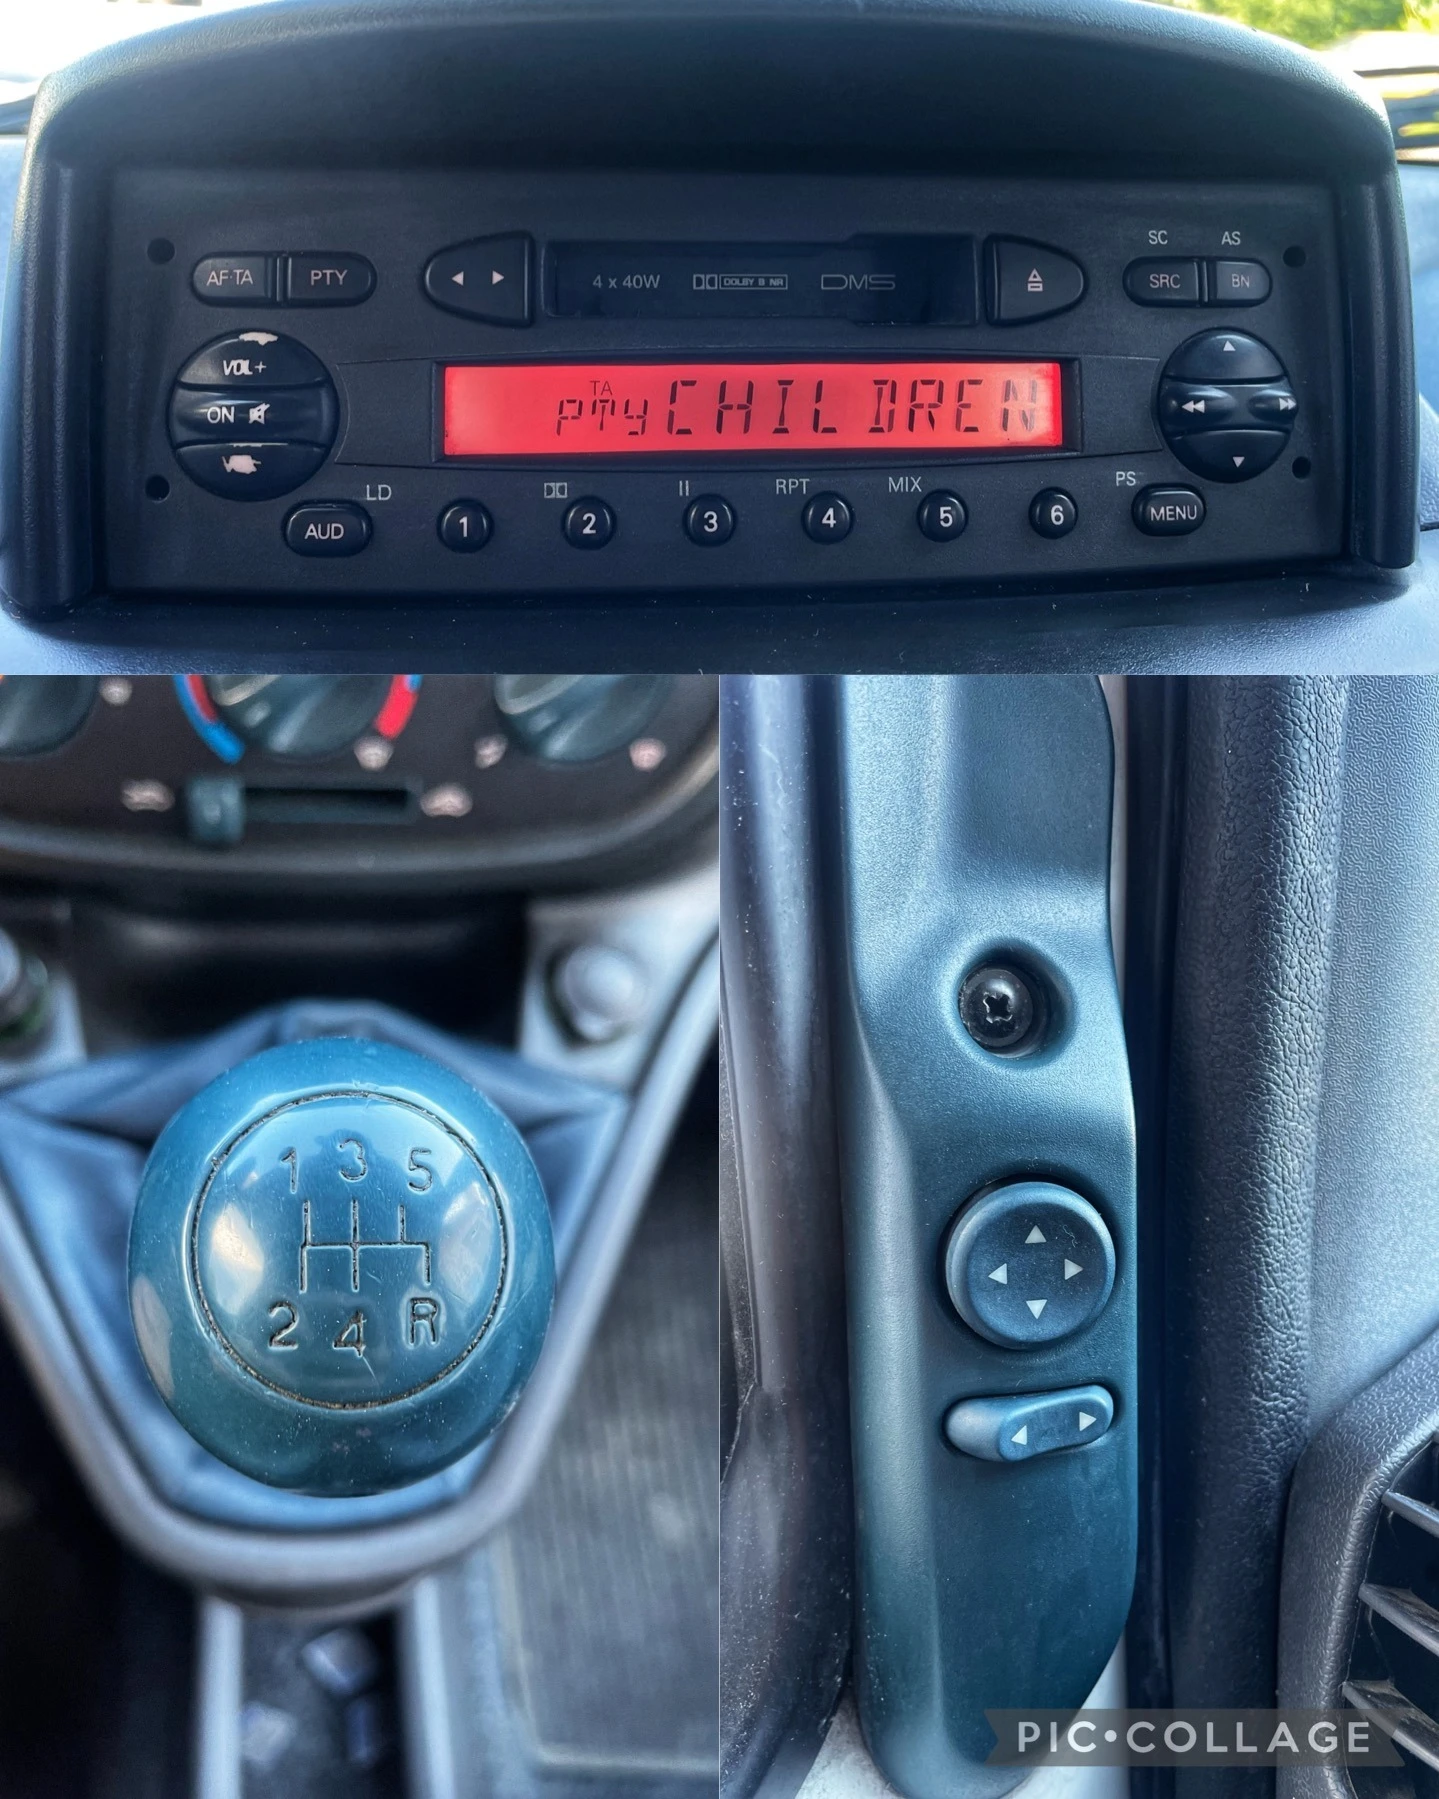 SC AS
AF·TA PTY 4 x 40W DOLBY B NR DMS SRC BN
VOL+
ON
TA
PTY CHILDREN
LD II RPT MIX PS
AUD 1 2 3 4 5 6 MENU
1 3 5
2 4 R
PIC•COLLAGE